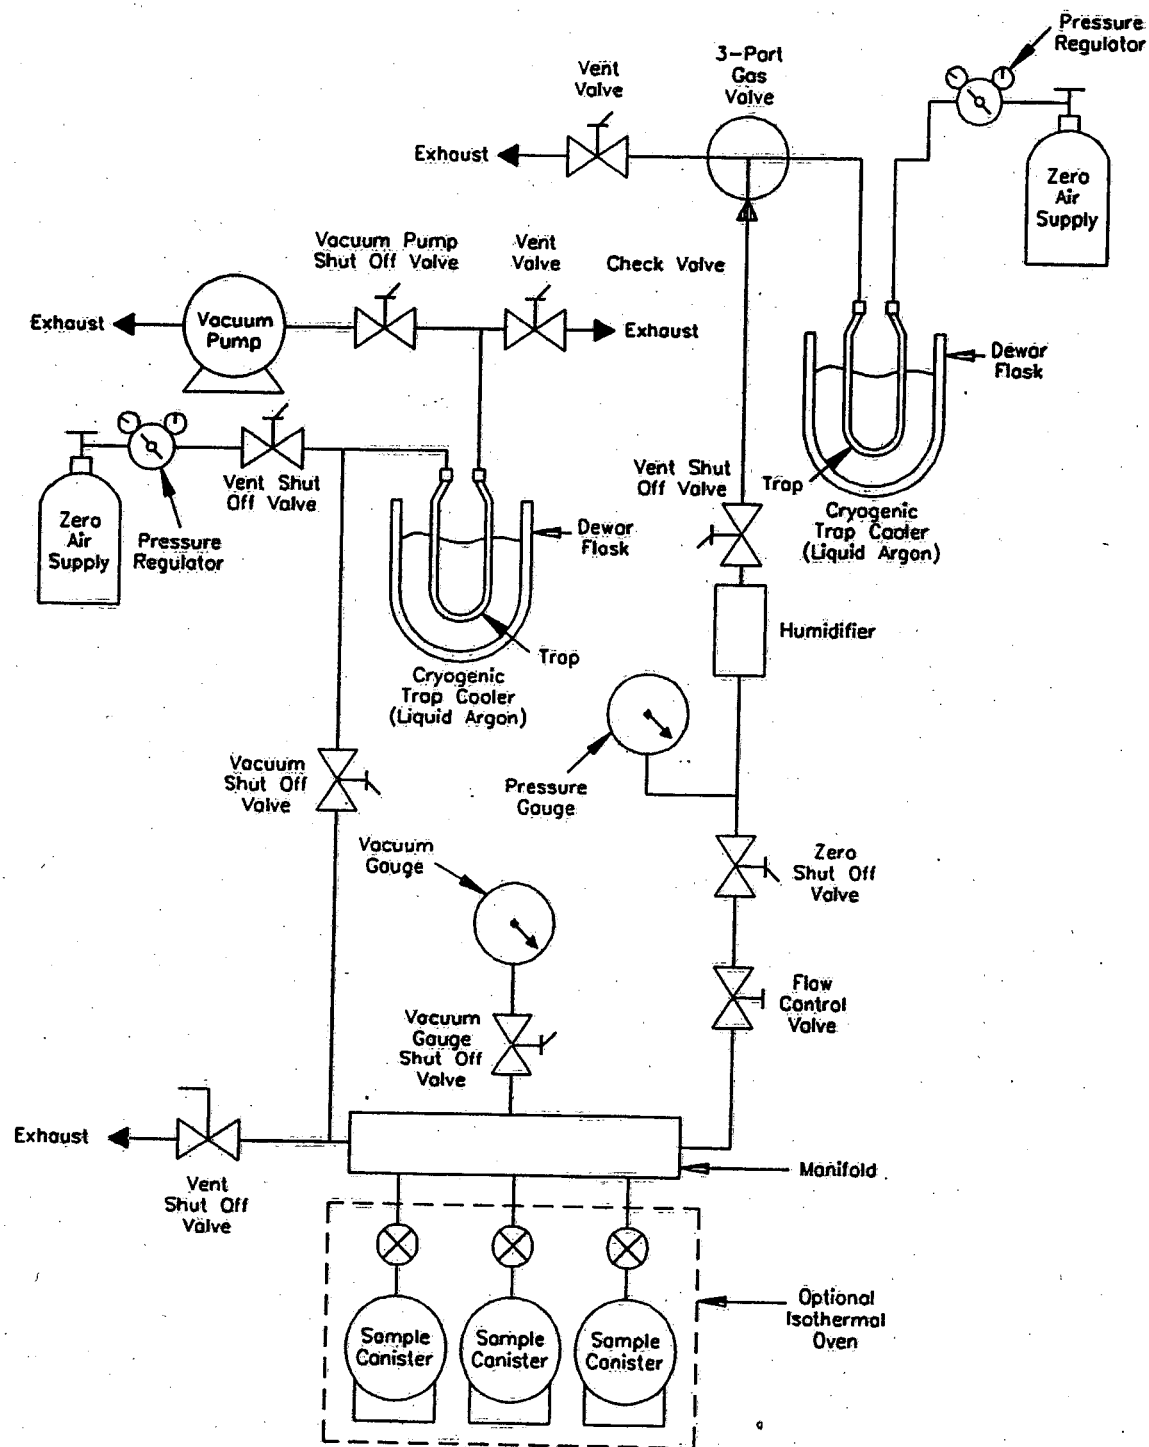 Pressure
Regulator
3-Port
Gas
Valve
Vent
Valve
Exhaust
Zero
Air
Supply
Vacuum Pump
Shut Off Valve
Vent
Valve
Check Valve
Exhaust
Vacuum
Pump
Exhaust
Dewar
Flask
Trap
Cryogenic
Trap Cooler
(Liquid Argon)
Vent Shut
Off Valve
Vent Shut
Off Valve
Zero
Air
Supply
Pressure
Regulator
Dewar
Flask
Trap
Cryogenic
Trap Cooler
(Liquid Argon)
Humidifier
Pressure
Gauge
Vacuum
Shut Off
Valve
Vacuum
Gauge
Zero
Shut Off
Valve
Flow
Control
Valve
Vacuum
Gauge
Shut Off
Valve
Exhaust
Vent
Shut Off
Valve
Manifold
Optional
Isothermal
Oven
Sample
Canister
Sample
Canister
Sample
Canister